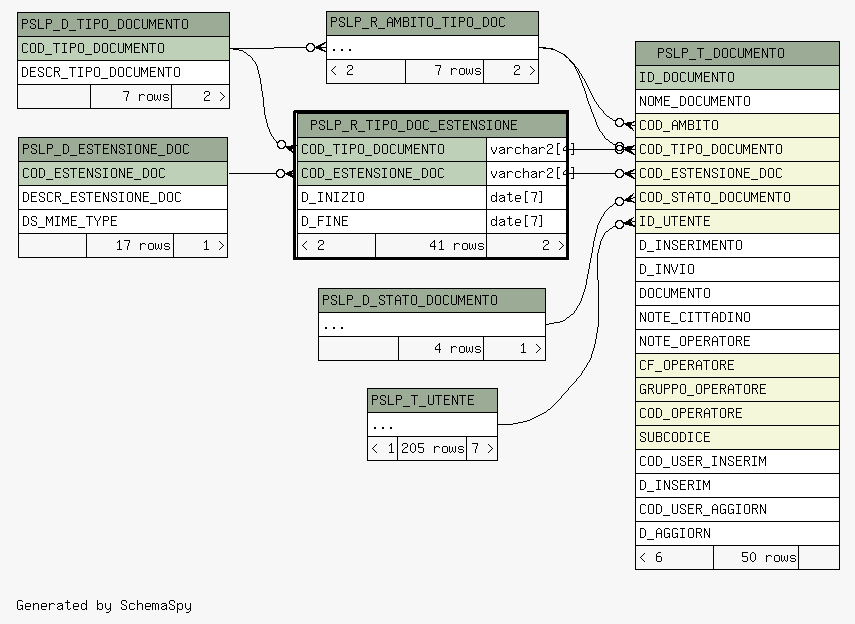 PSLP_D_TIPO_DOCUMENTO
COD_TIPO_DOCUMENTO
DESCR_TIPO_DOCUMENTO
7 rows 2 >
PSLP_R_AMBITO_TIPO_DOC
...
< 2 7 rows 2 >
PSLP_D_ESTENSIONE_DOC
COD_ESTENSIONE_DOC
DESCR_ESTENSIONE_DOC
DS_MIME_TYPE
17 rows 1 >
PSLP_R_TIPO_DOC_ESTENSIONE
COD_TIPO_DOCUMENTO varchar2[4]
COD_ESTENSIONE_DOC varchar2[4]
D_INIZIO date[7]
D_FINE date[7]
< 2 41 rows 2 >
PSLP_D_STATO_DOCUMENTO
...
4 rows 1 >
PSLP_T_UTENTE
...
< 1 205 rows 7 >
PSLP_T_DOCUMENTO
ID_DOCUMENTO
NOME_DOCUMENTO
COD_AMBITO
COD_TIPO_DOCUMENTO
COD_ESTENSIONE_DOC
COD_STATO_DOCUMENTO
ID_UTENTE
D_INSERIMENTO
D_INVIO
DOCUMENTO
NOTE_CITTADINO
NOTE_OPERATORE
CF_OPERATORE
GRUPPO_OPERATORE
COD_OPERATORE
SUBCODICE
COD_USER_INSERIM
D_INSERIM
COD_USER_AGGIORN
D_AGGIORN
< 6 50 rows
Generated by SchemaSpy